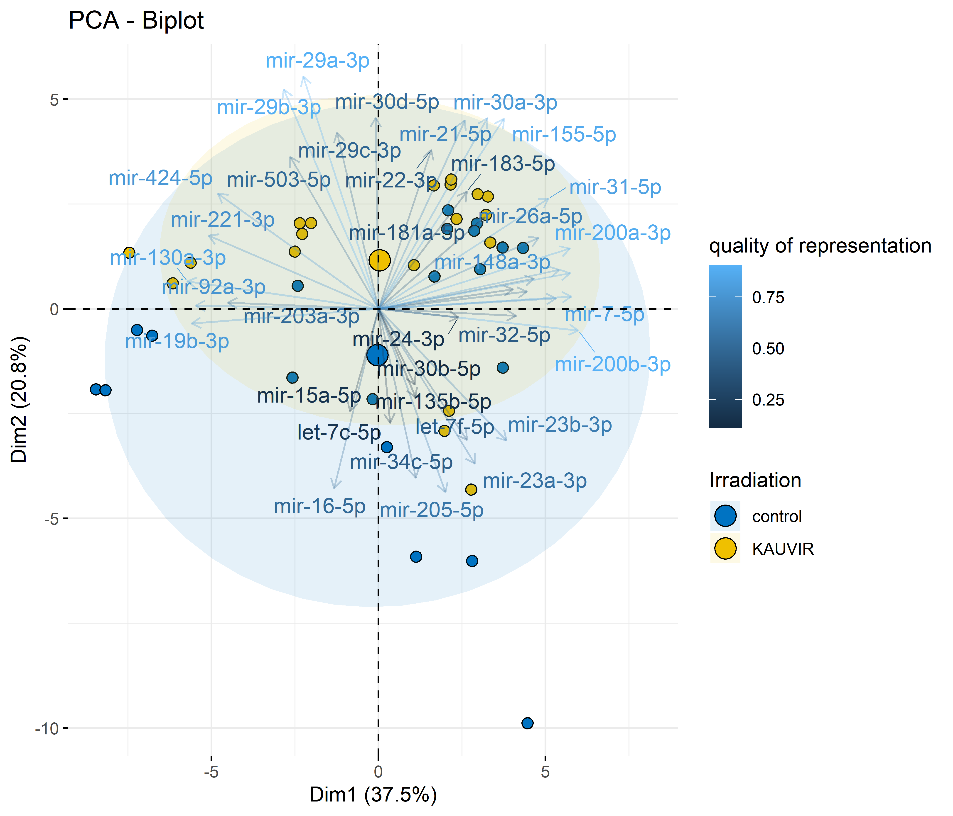 PCA - Biplot
mir-29a-3p
mir-29b-3p
mir-30d-5p
mir-30a-3p
mir-21-5p
mir-155-5p
mir-29c-3p
mir-183-5p
mir-424-5p
mir-503-5p
mir-22-3p
mir-31-5p
mir-221-3p
mir-26a-5p
mir-181a-3p
mir-200a-3p
mir-130a-3p
mir-148a-3p
mir-92a-3p
mir-203a-3p
mir-7-5p
mir-19b-3p
mir-24-3p
mir-32-5p
mir-30b-5p
mir-200b-3p
mir-15a-5p
mir-135b-5p
let-7c-5p
let-7f-5p
mir-23b-3p
mir-34c-5p
mir-23a-3p
mir-16-5p
mir-205-5p
5
0
-5
-10
Dim2 (20.8%)
-5
0
5
Dim1 (37.5%)
quality of representation
0.75
0.50
0.25
Irradiation
control
KAUVIR